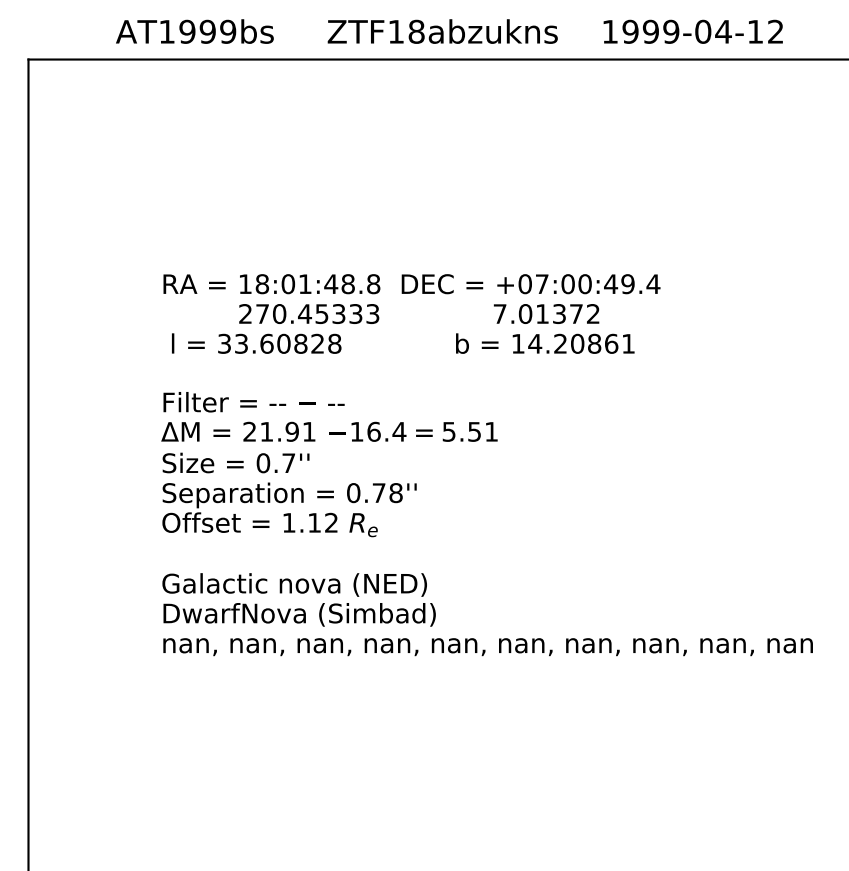 AT1999bs ZTF18abzukns 1999-04-12
RA = 18:01:48.8 DEC = +07:00:49.4
270.45333 7.01372
l = 33.60828 b = 14.20861
Filter = -- − --
ΔM = 21.91 −16.4 = 5.51
Size = 0.7''
Separation = 0.78''
Offset = 1.12 Rₑ
Galactic nova (NED)
DwarfNova (Simbad)
nan, nan, nan, nan, nan, nan, nan, nan, nan, nan